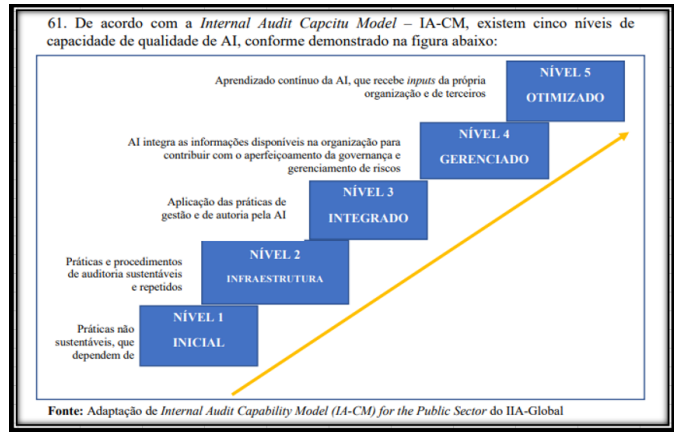 61. De acordo com a Internal Audit Capcitu Model – IA-CM, existem cinco níveis de
capacidade de qualidade de AI, conforme demonstrado na figura abaixo:
Aprendizado contínuo da AI, que recebe inputs da própria
organização e de terceiros
NÍVEL 5
OTIMIZADO
AI integra as informações disponíveis na organização para
contribuir com o aperfeiçoamento da governança e
gerenciamento de riscos
NÍVEL 4
GERENCIADO
Aplicação das práticas de
gestão e de autoria pela AI
NÍVEL 3
INTEGRADO
Práticas e procedimentos
de auditoria sustentáveis
e repetidos
NÍVEL 2
INFRAESTRUTURA
Práticas não
sustentáveis, que
dependem de
NÍVEL 1
INICIAL
Fonte: Adaptação de Internal Audit Capability Model (IA-CM) for the Public Sector do IIA-Global